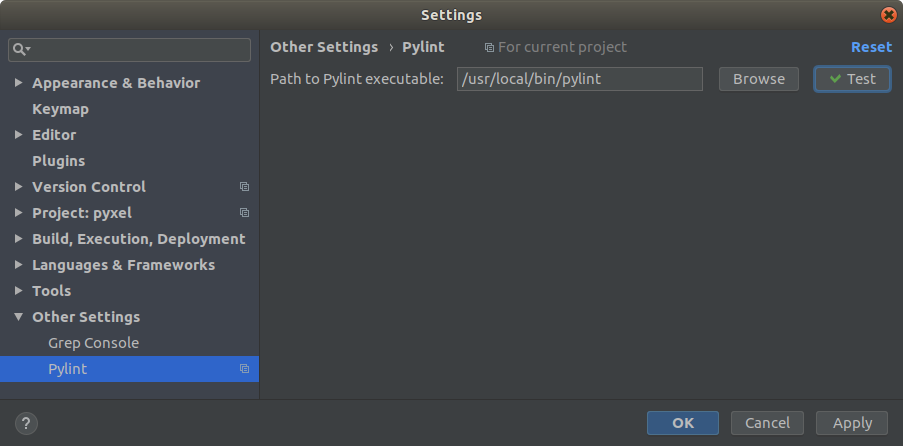 Settings
Other Settings › Pylint For current project Reset
Path to Pylint executable: /usr/local/bin/pylint Browse Test
Appearance & Behavior
Keymap
Editor
Plugins
Version Control
Project: pyxel
Build, Execution, Deployment
Languages & Frameworks
Tools
Other Settings
Grep Console
Pylint
? OK Cancel Apply